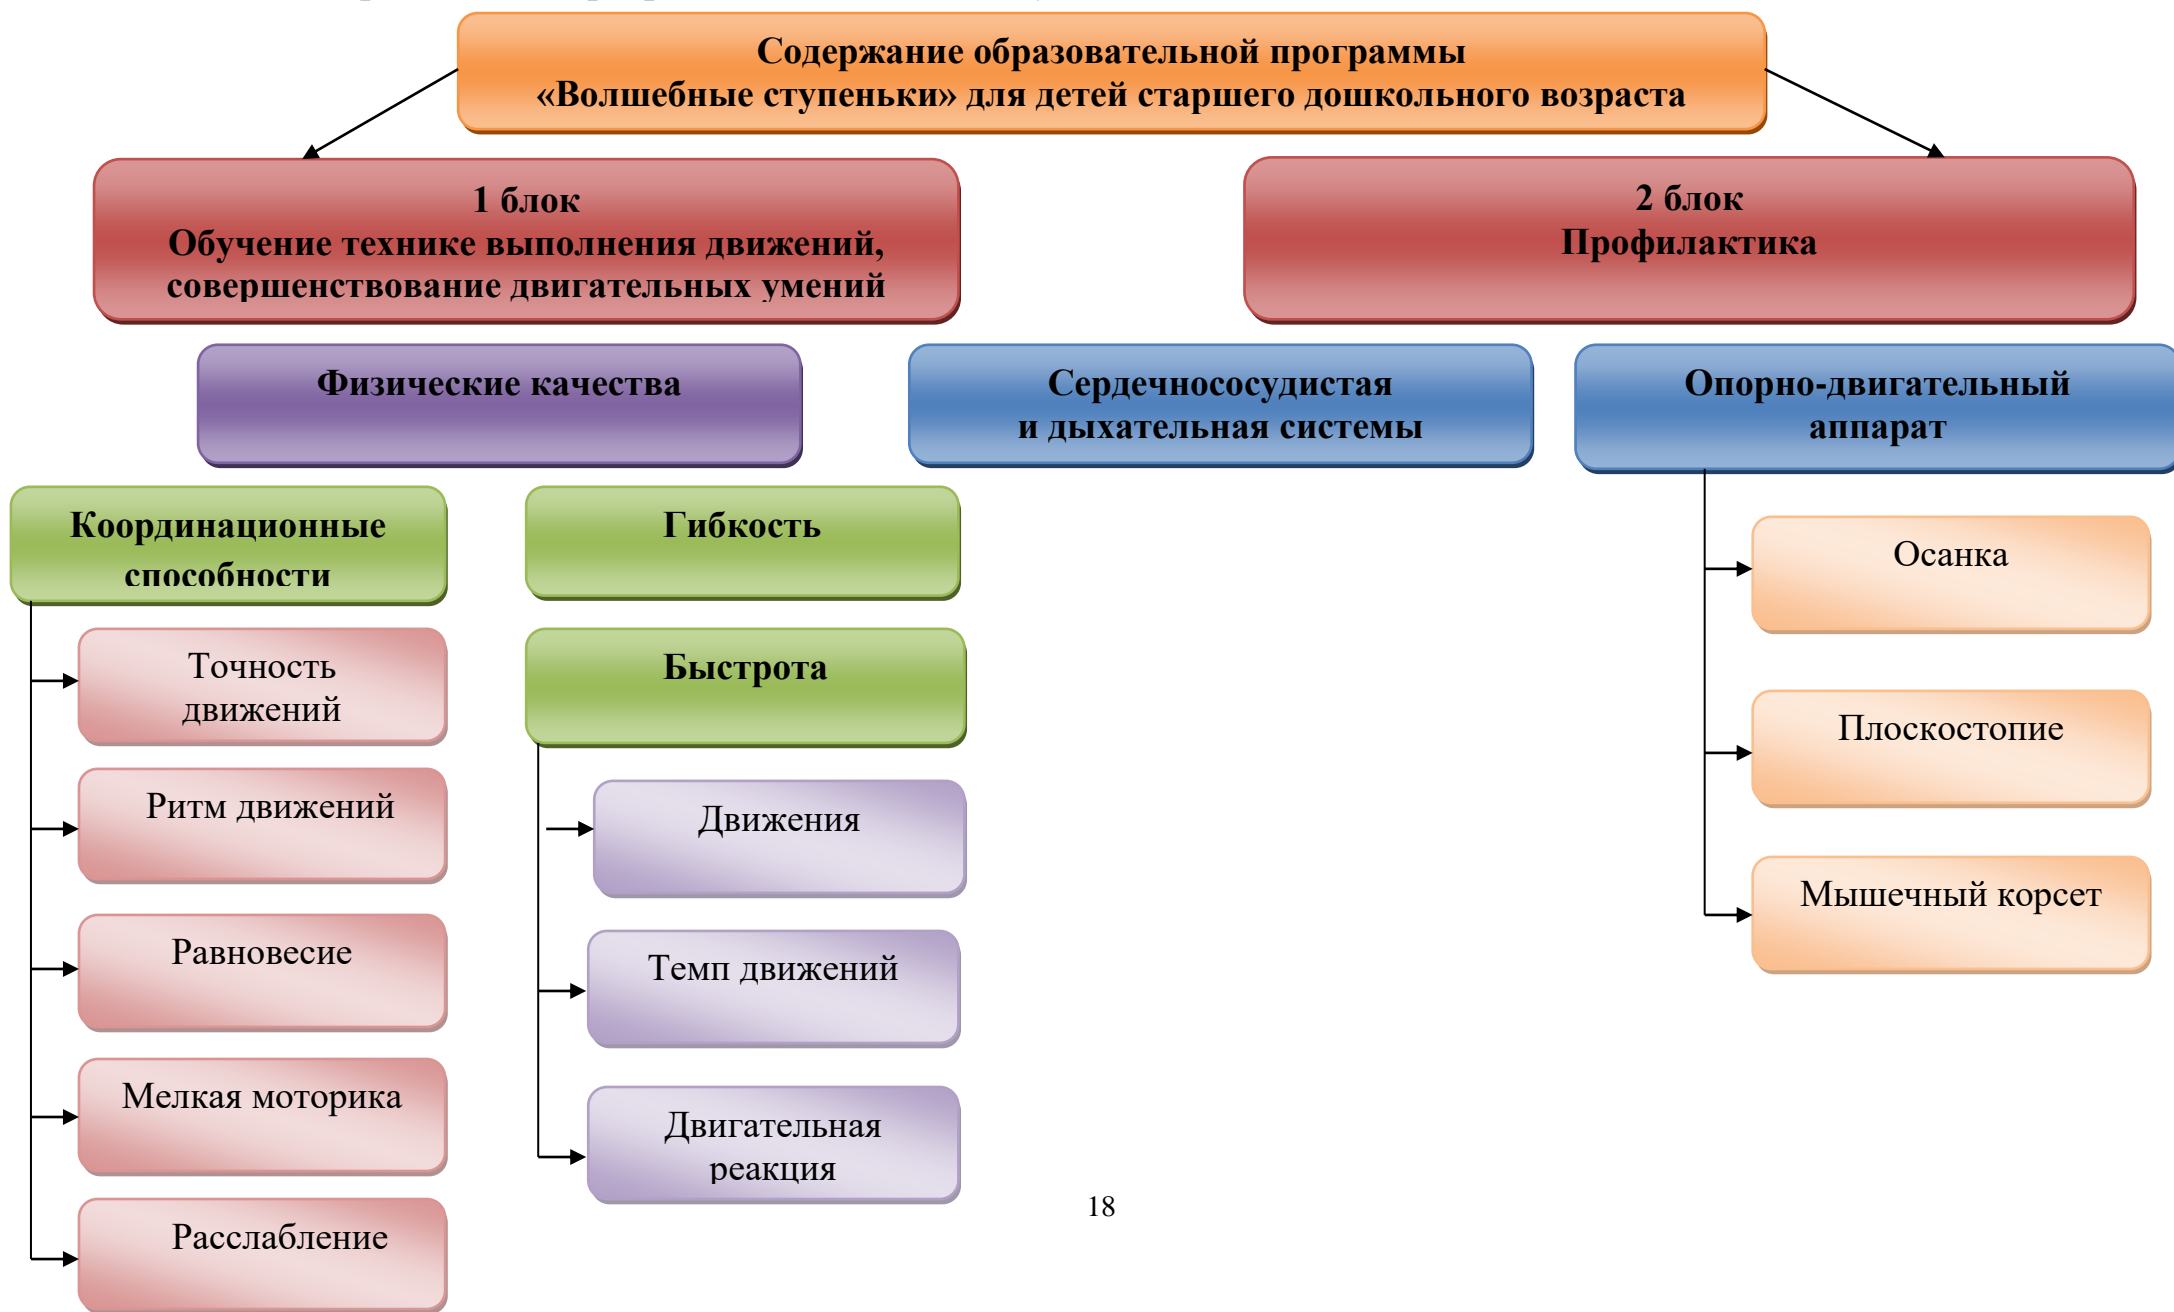 Содержание образовательной программы
«Волшебные ступеньки» для детей старшего дошкольного возраста
1 блок
Обучение технике выполнения движений,
совершенствование двигательных умений
2 блок
Профилактика
Физические качества
Сердечнососудистая
и дыхательная системы
Опорно-двигательный
аппарат
Координационные
способности
Точность
движений
Ритм движений
Равновесие
Мелкая моторика
Расслабление
Гибкость
Быстрота
Движения
Темп движений
Двигательная
реакция
Осанка
Плоскостопие
Мышечный корсет
18